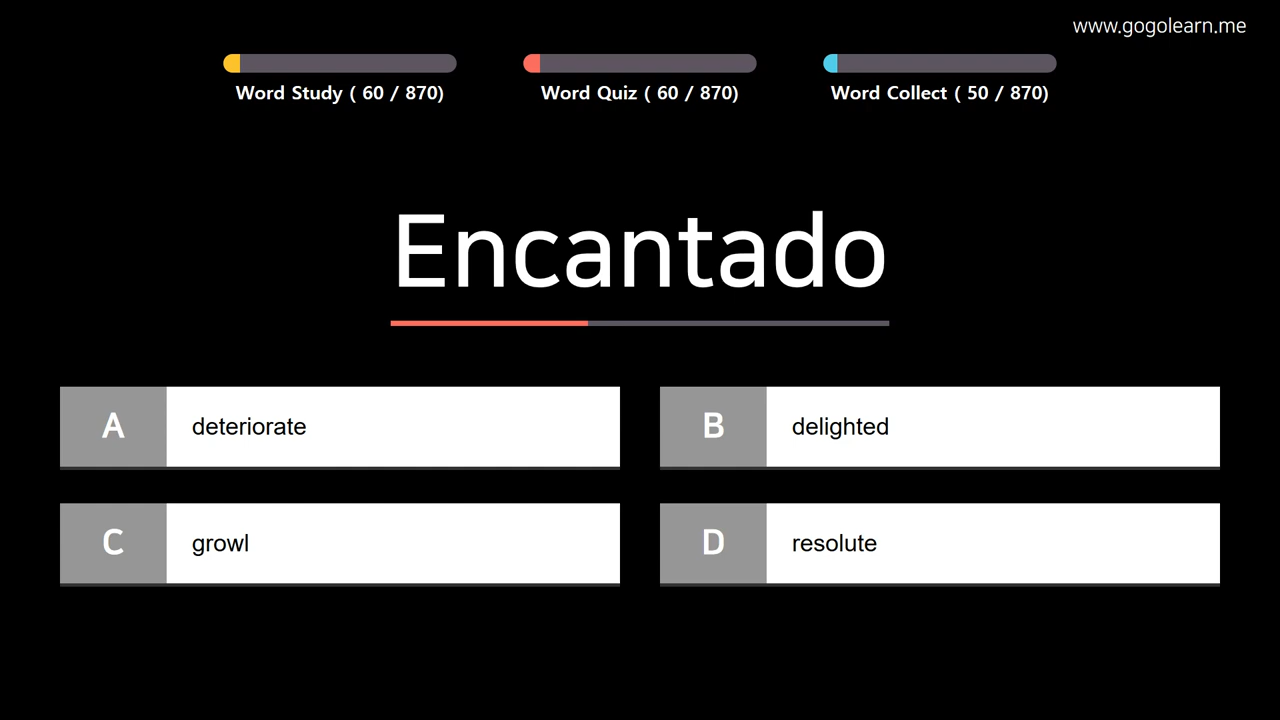 www.gogolearn.me
Word Study ( 60 / 870)
Word Quiz ( 60 / 870)
Word Collect ( 50 / 870)
Encantado
A
deteriorate
B
delighted
C
growl
D
resolute